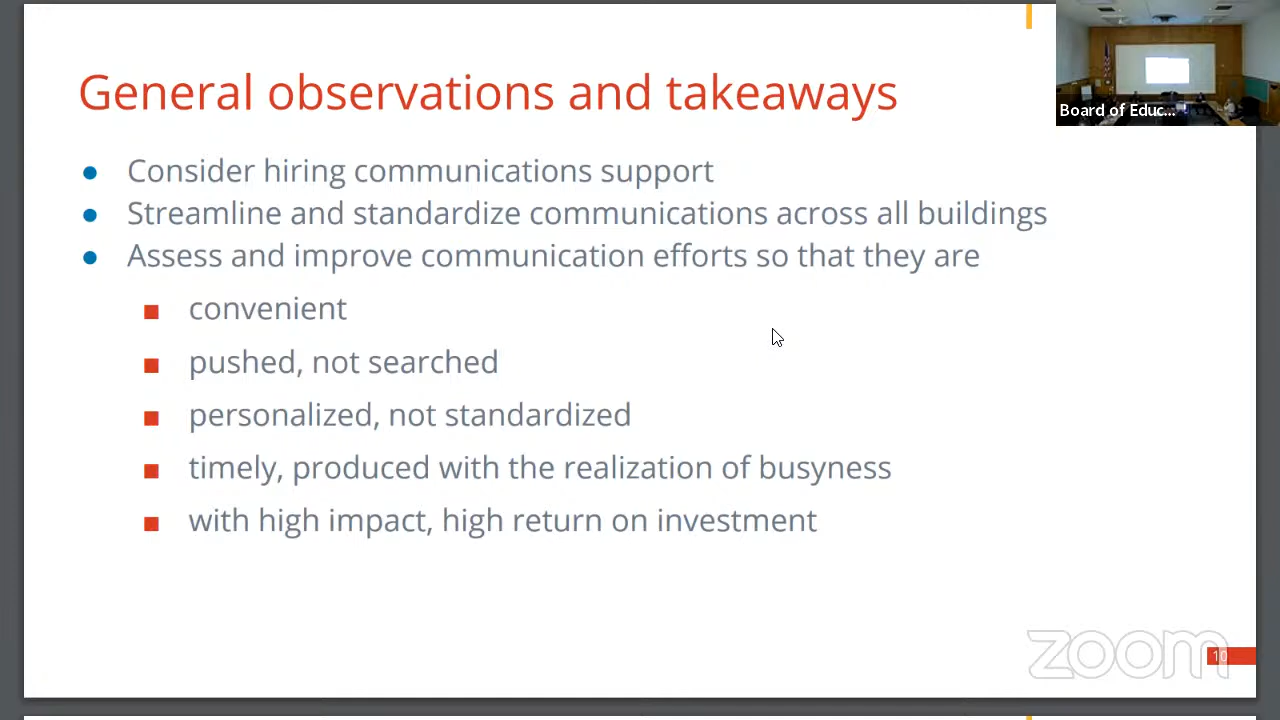 General observations and takeaways
Board of Educ...
Consider hiring communications support
Streamline and standardize communications across all buildings
Assess and improve communication efforts so that they are
convenient
pushed, not searched
personalized, not standardized
timely, produced with the realization of busyness
with high impact, high return on investment
zoom
10